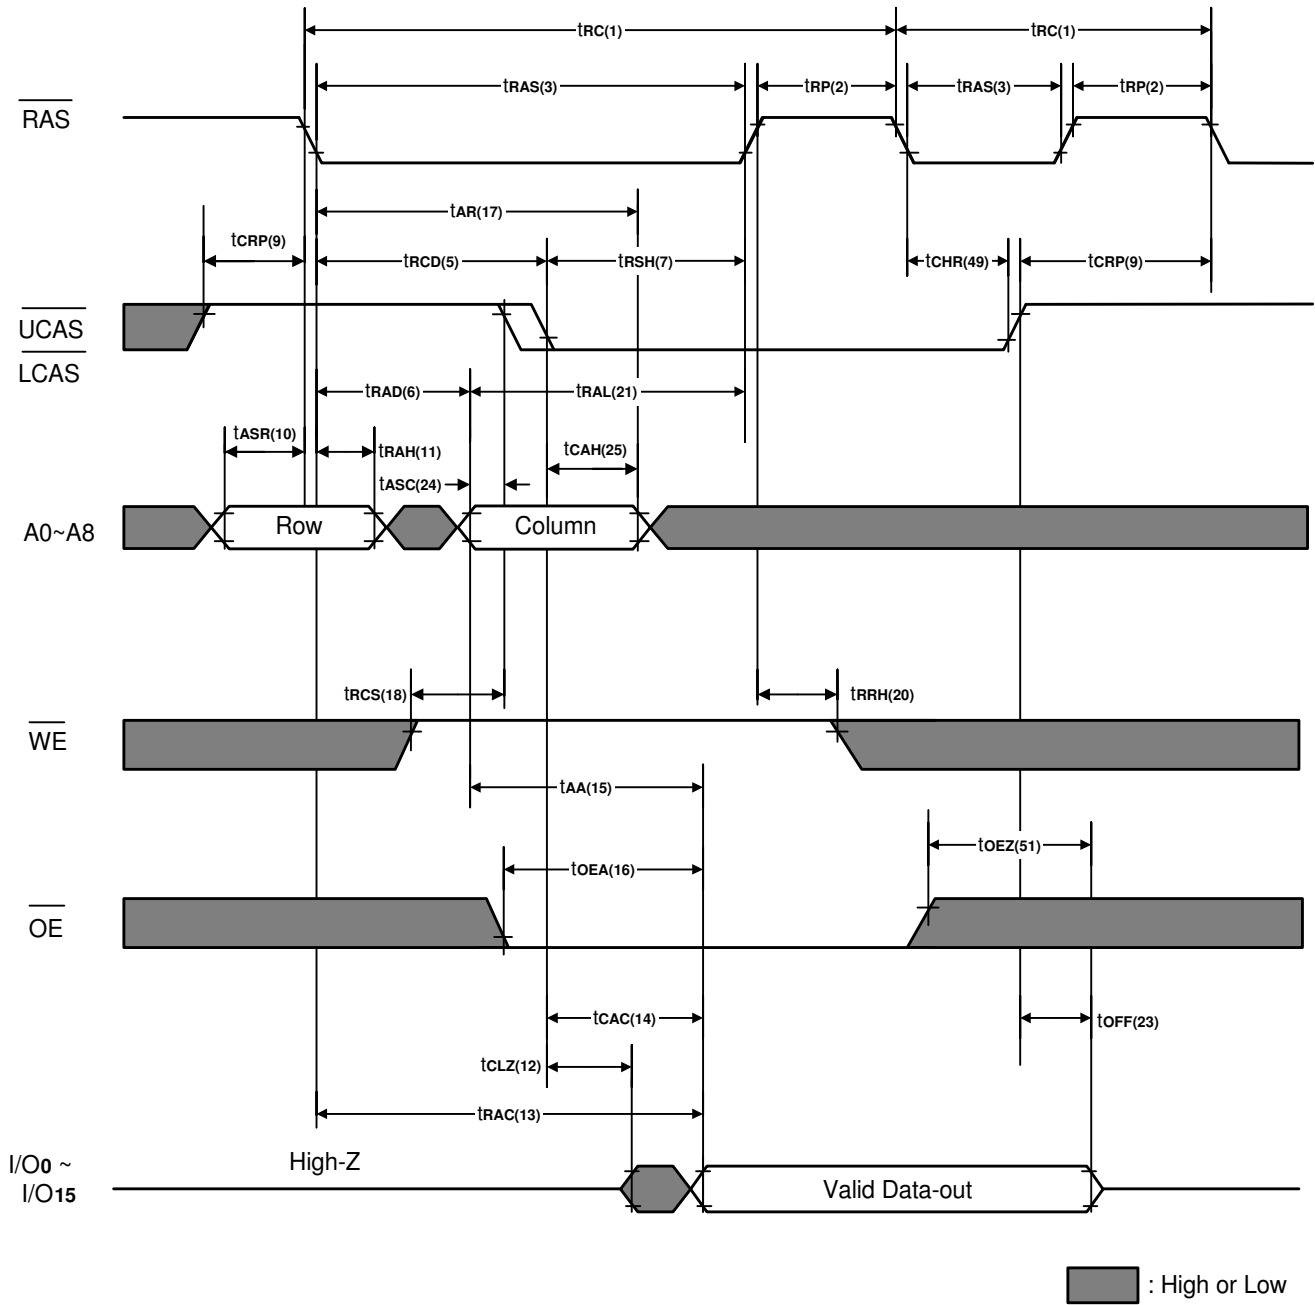 tRC(1) tRC(1)
tRAS(3) tRP(2) tRAS(3) tRP(2)
RAS
tAR(17)
tCRP(9) tRCD(5) tRSH(7) tCHR(49) tCRP(9)
UCAS
LCAS
tRAD(6) tRAL(21)
tASR(10) tRAH(11) tCAH(25)
tASC(24)
A0~A8 Row Column
tRCS(18) tRRH(20)
WE
tAA(15)
tOEZ(51)
tOEA(16)
OE
tCAC(14) tOFF(23)
tCLZ(12)
tRAC(13)
I/O0 ~ High-Z
I/O15 Valid Data-out
: High or Low